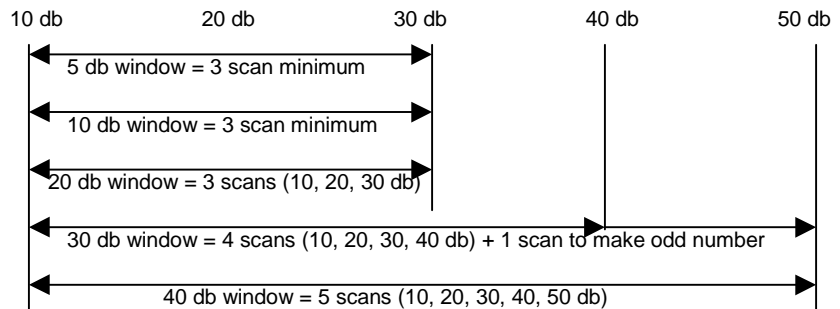 10 db 20 db 30 db 40 db 50 db
5 db window = 3 scan minimum
10 db window = 3 scan minimum
20 db window = 3 scans (10, 20, 30 db)
30 db window = 4 scans (10, 20, 30, 40 db) + 1 scan to make odd number
40 db window = 5 scans (10, 20, 30, 40, 50 db)